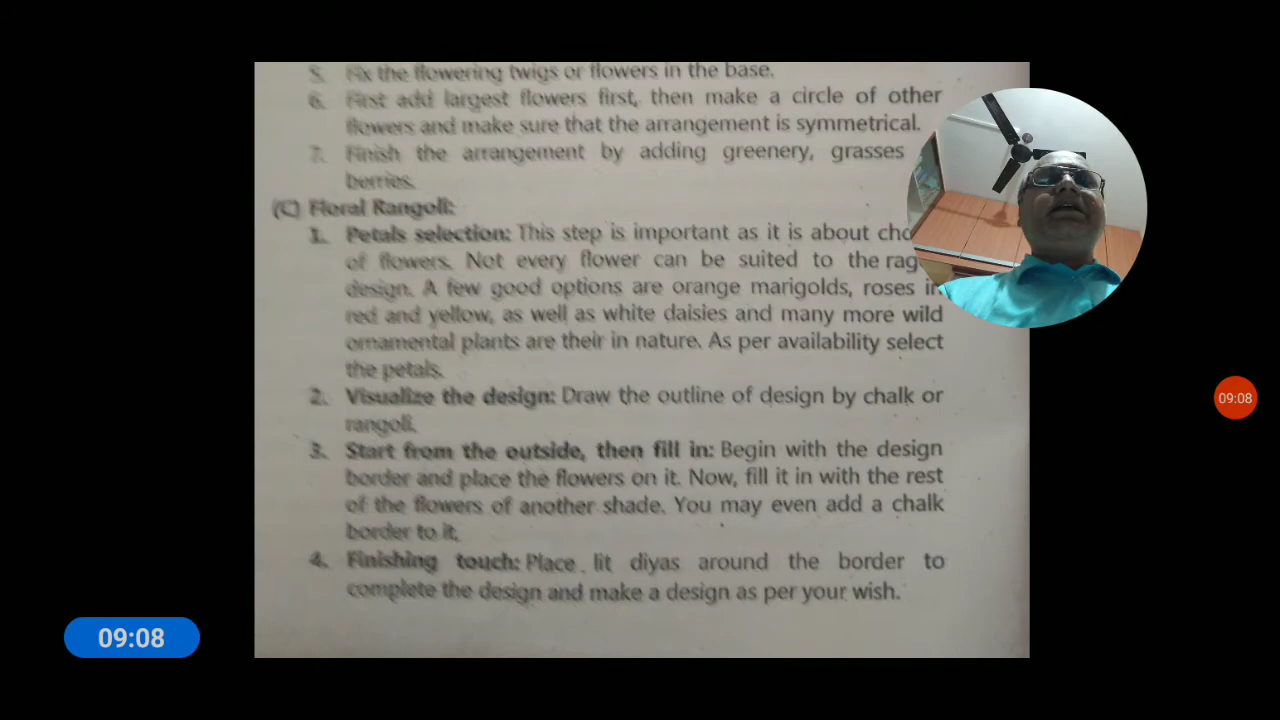 5. Fix the flowering twigs or flowers in the base.
6. First add largest flowers first, then make a circle of other
flowers and make sure that the arrangement is symmetrical.
7. Finish the arrangement by adding greenery, grasses
berries.
(C) Floral Rangoli:
1. Petals selection: This step is important as it is about
of flowers. Not every flower can be suited to the
design. A few good options are orange marigolds, roses in
red and yellow, as well as white daisies and many more wild
ornamental plants are their in nature. As per availability select
the petals.
2. Visualize the design: Draw the outline of design by chalk or
rangoli.
3. Start from the outside, then fill in: Begin with the design
border and place the flowers on it. Now, fill it in with the rest
of the flowers of another shade. You may even add a chalk
border to it.
4. Finishing touch: Place lit diyas around the border to
complete the design and make a design as per your wish.
09:08
09:08